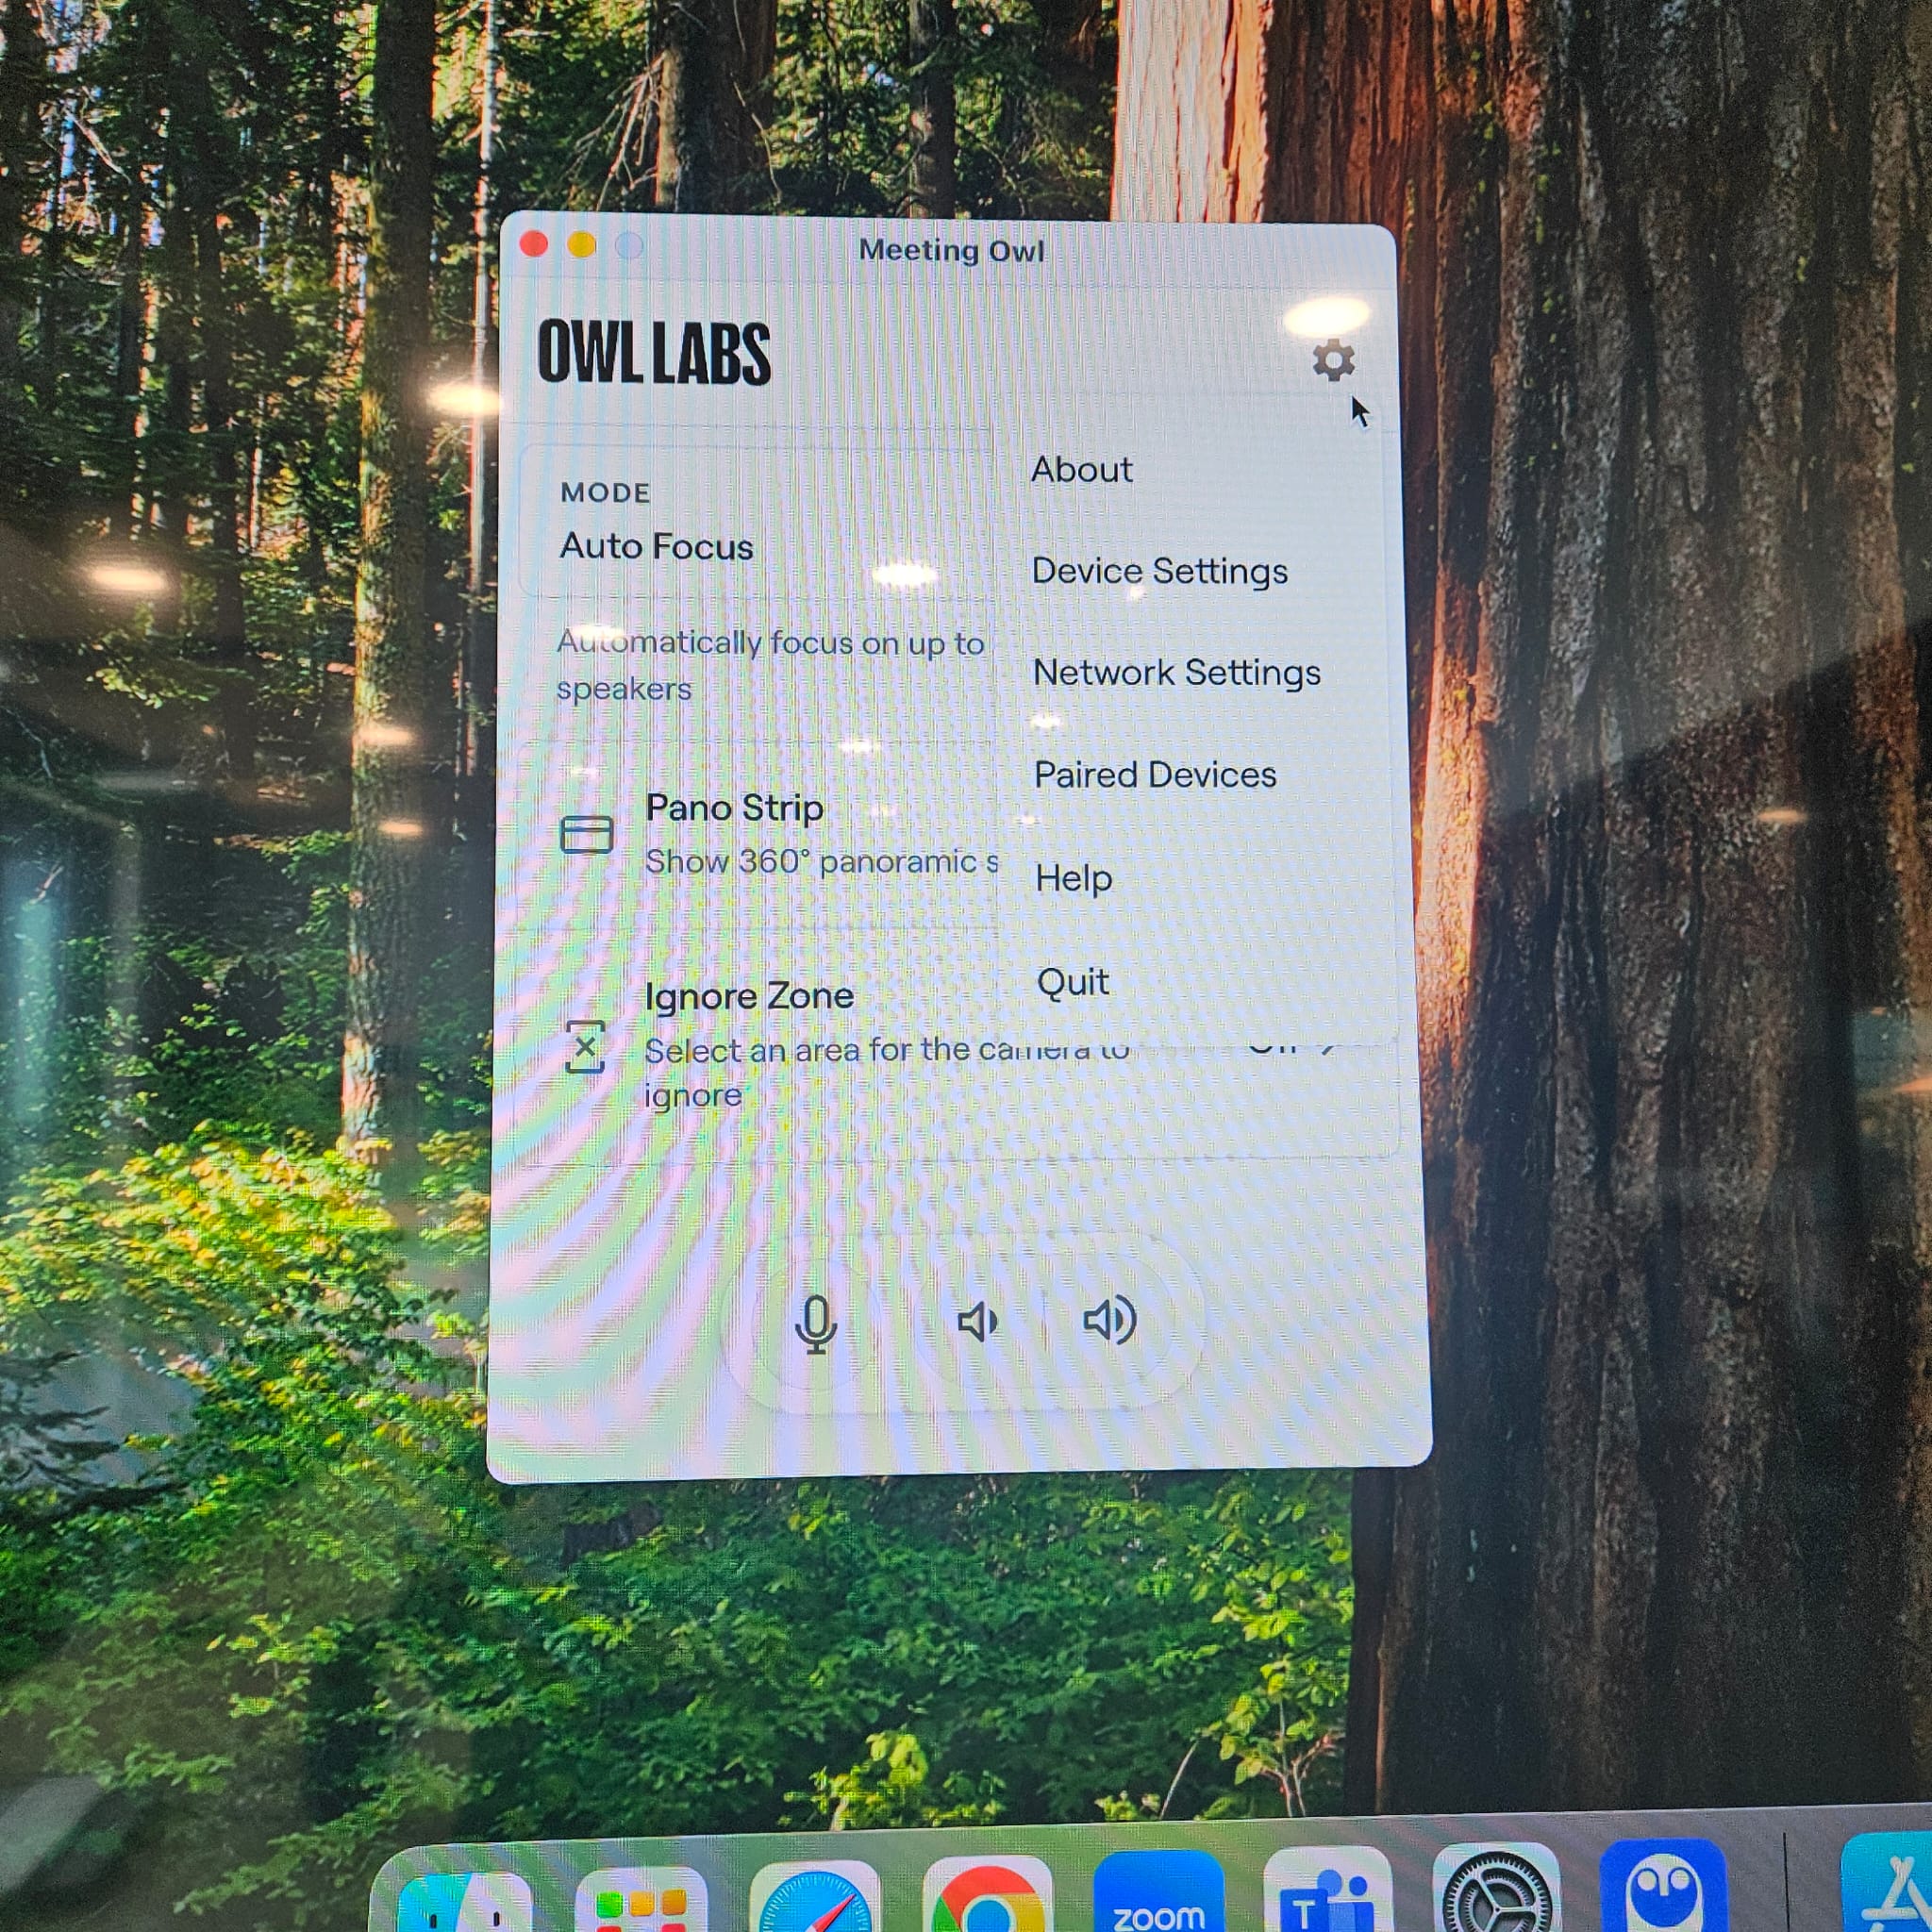 Meeting Owl
OWL LABS
MODE
Auto Focus
Automatically focus on up to
speakers
Pano Strip
Show 360° panoramic s
Ignore Zone
Select an area for the camera to
ignore
About
Device Settings
Network Settings
Paired Devices
Help
Quit
zoom
T